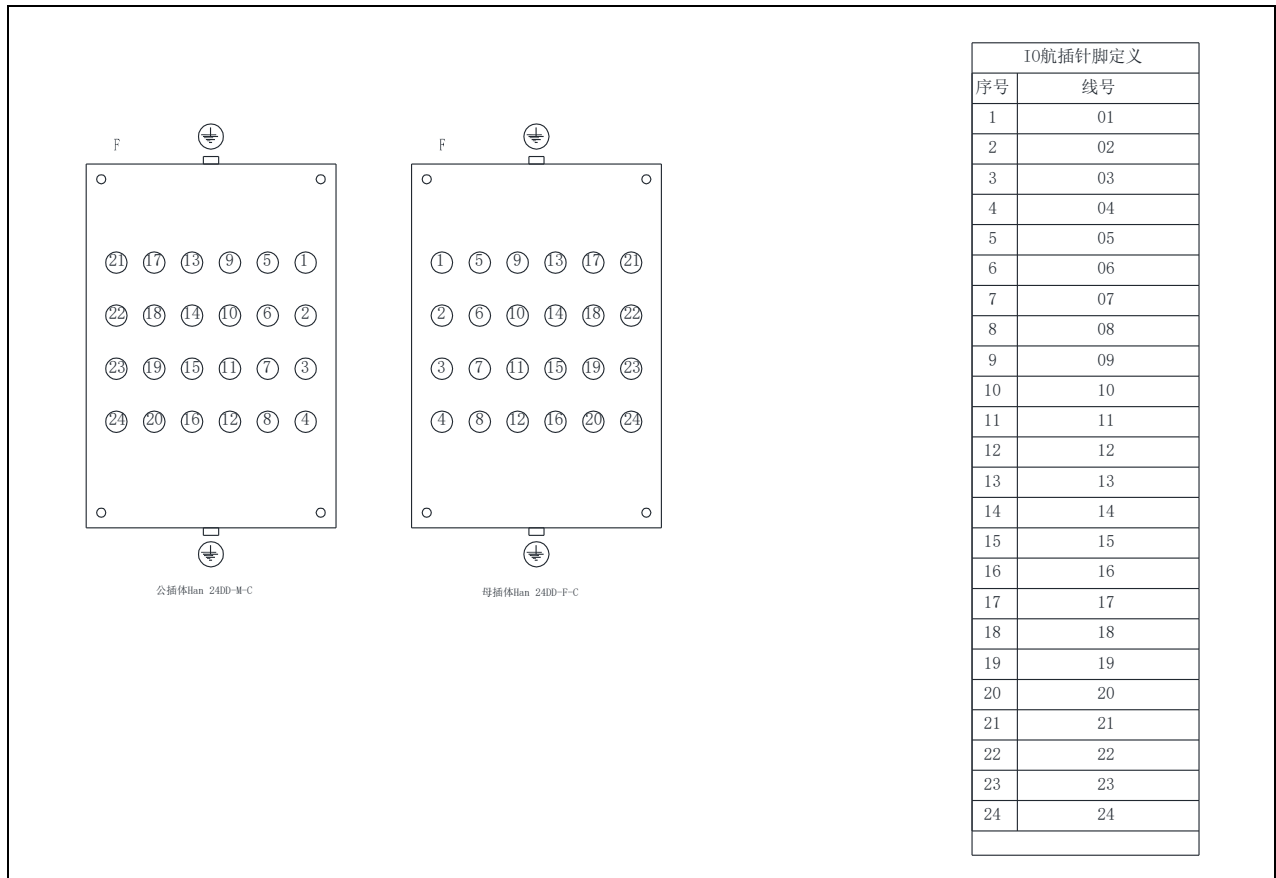 F
21 17 13 9 5 1
22 18 14 10 6 2
23 19 15 11 7 3
24 20 16 12 8 4
公插体Han 24DD-M-C
F
1 5 9 13 17 21
2 6 10 14 18 22
3 7 11 15 19 23
4 8 12 16 20 24
母插体Han 24DD-F-C
IO航插针脚定义
序号 线号
1 01
2 02
3 03
4 04
5 05
6 06
7 07
8 08
9 09
10 10
11 11
12 12
13 13
14 14
15 15
16 16
17 17
18 18
19 19
20 20
21 21
22 22
23 23
24 24